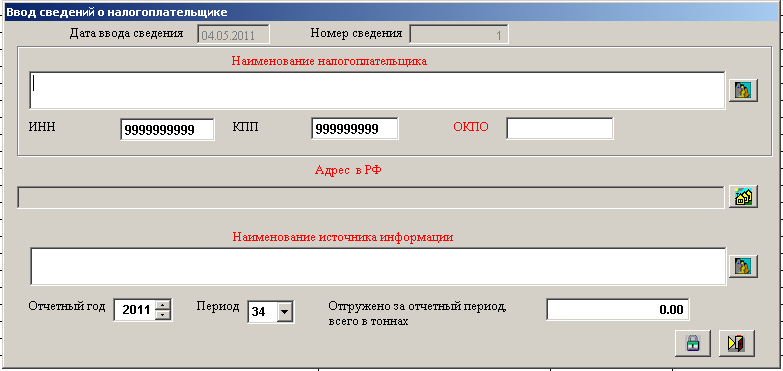 Ввод сведений о налогоплательщике
Дата ввода сведения 04.05.2011 Номер сведения 1
Наименование налогоплательщика
ИНН 9999999999 КПП 999999999 ОКПО
Адрес в РФ
Наименование источника информации
Отчетный год 2011 Период 34 Отгружено за отчетный период, 0.00
всего в тоннах